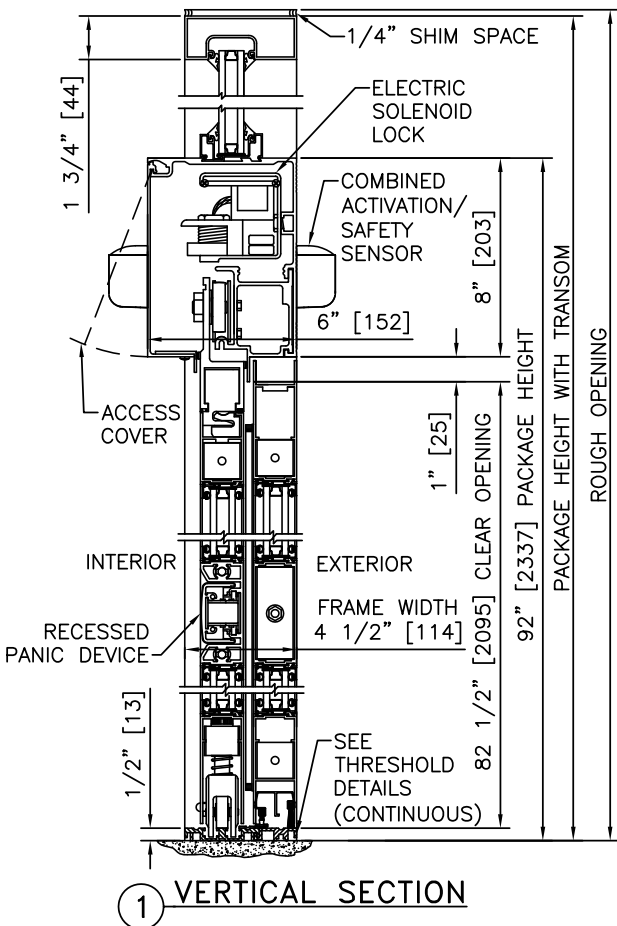 1/4" SHIM SPACE
1 3/4" [44]
ELECTRIC
SOLENOID
LOCK
COMBINED
ACTIVATION/
SAFETY
SENSOR
8" [203]
6" [152]
ACCESS
COVER
1" [25]
82 1/2" [2095] CLEAR OPENING
92" [2337] PACKAGE HEIGHT
PACKAGE HEIGHT WITH TRANSOM
ROUGH OPENING
INTERIOR
EXTERIOR
FRAME WIDTH
4 1/2" [114]
RECESSED
PANIC DEVICE
1/2" [13]
SEE
THRESHOLD
DETAILS
(CONTINUOUS)
1 VERTICAL SECTION